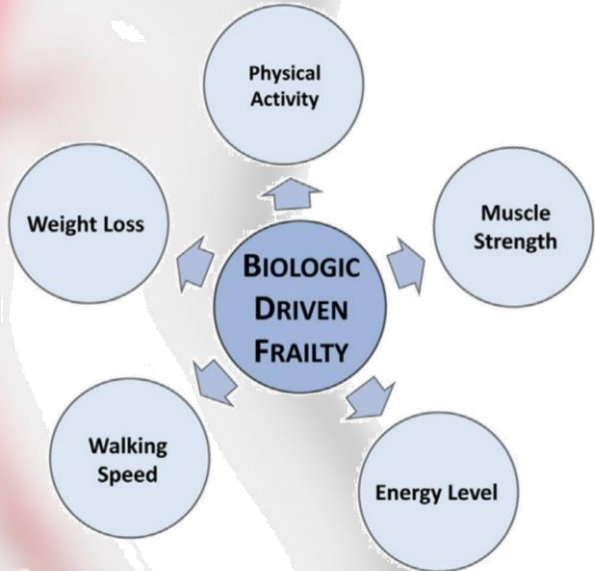 Physical
Activity
Weight Loss
Muscle
Strength
BIOLOGIC
DRIVEN
FRAILTY
Walking
Speed
Energy Level